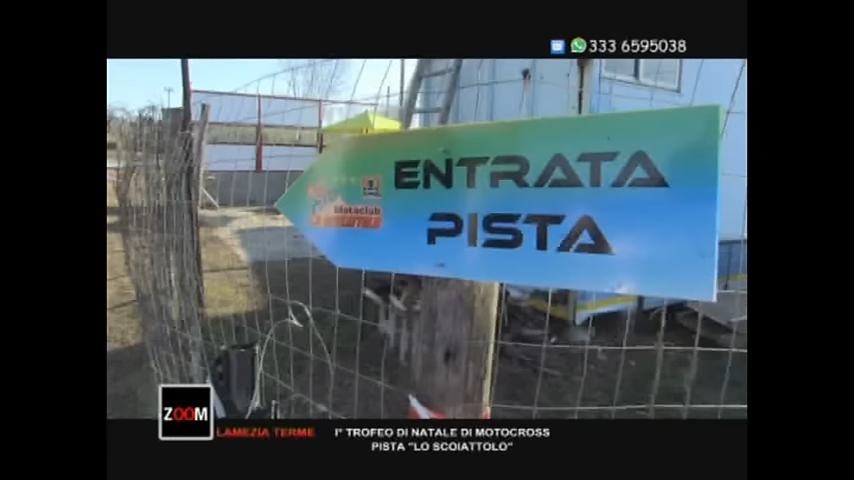 333 6595038
ENTRATA
PISTA
Motoclub
ZOOM
LAMEZIA TERME
I° TROFEO DI NATALE DI MOTOCROSS
PISTA "LO SCOIATTOLO"